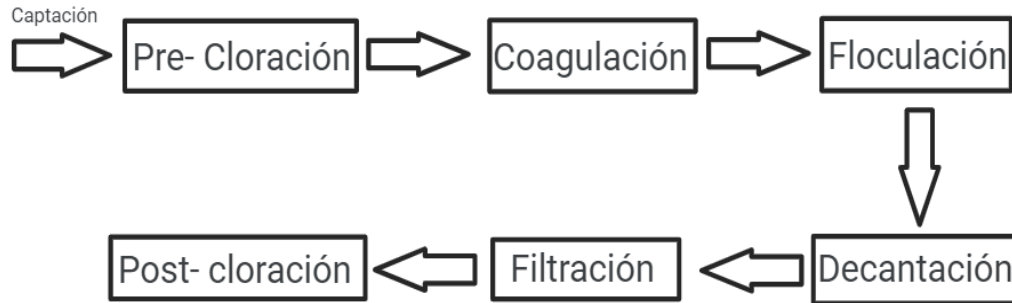 Captación
Pre- Cloración
Coagulación
Floculación
Decantación
Filtración
Post- cloración